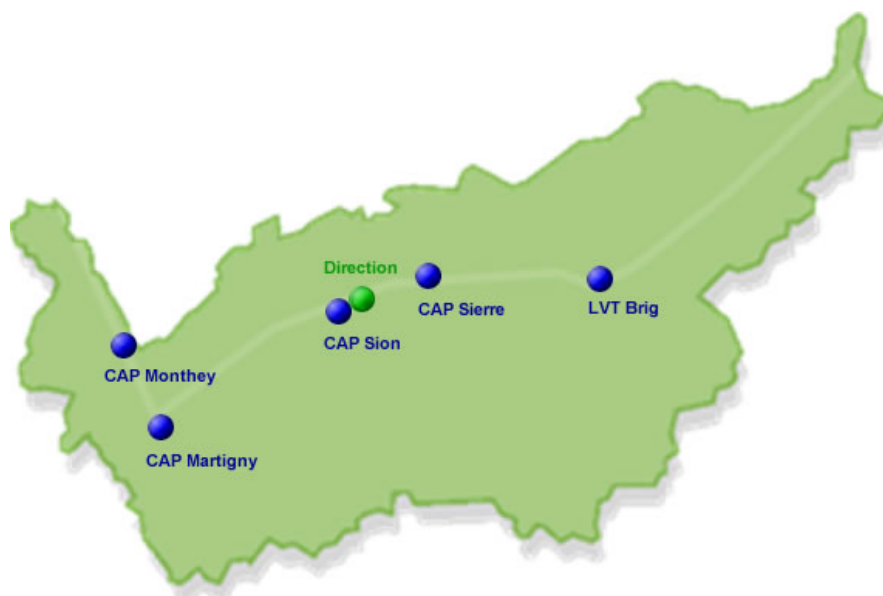 Direction
CAP Sierre
LVT Brig
CAP Sion
CAP Monthey
CAP Martigny